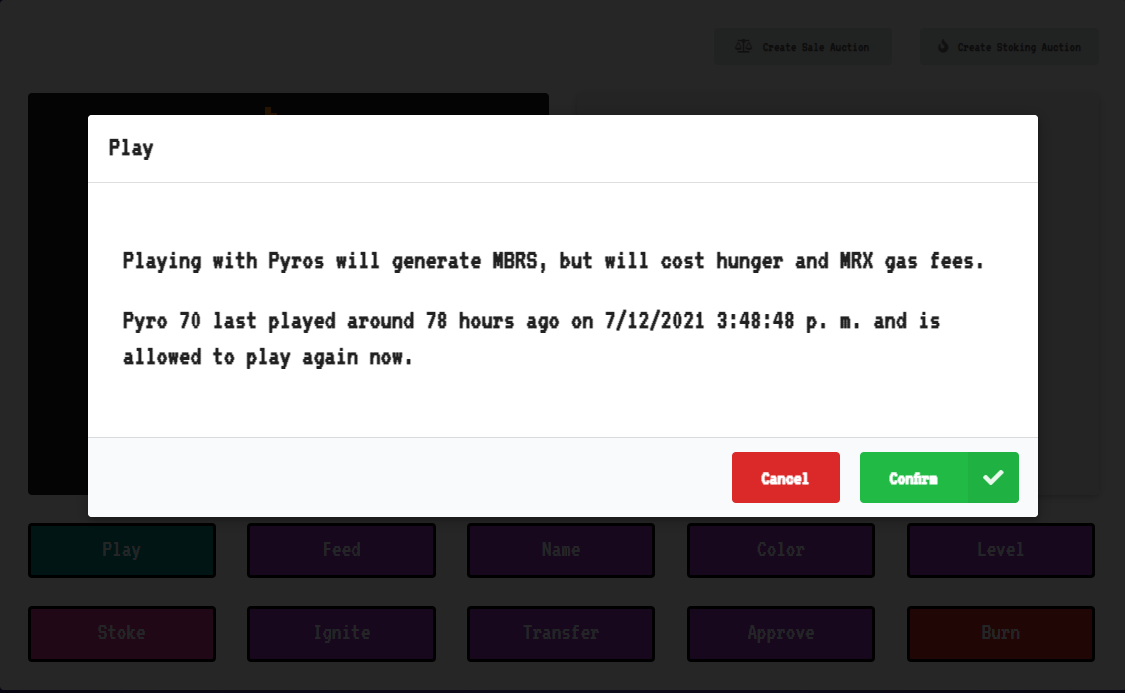 Create Sale Auction
Create Stoking Auction
Play
Playing with Pyros will generate MBRS, but will cost hunger and MRX gas fees.
Pyro 70 last played around 78 hours ago on 7/12/2021 3:48:48 p. m. and is
allowed to play again now.
Cancel
Confirm
Play
Feed
Name
Color
Level
Stoke
Ignite
Transfer
Approve
Burn